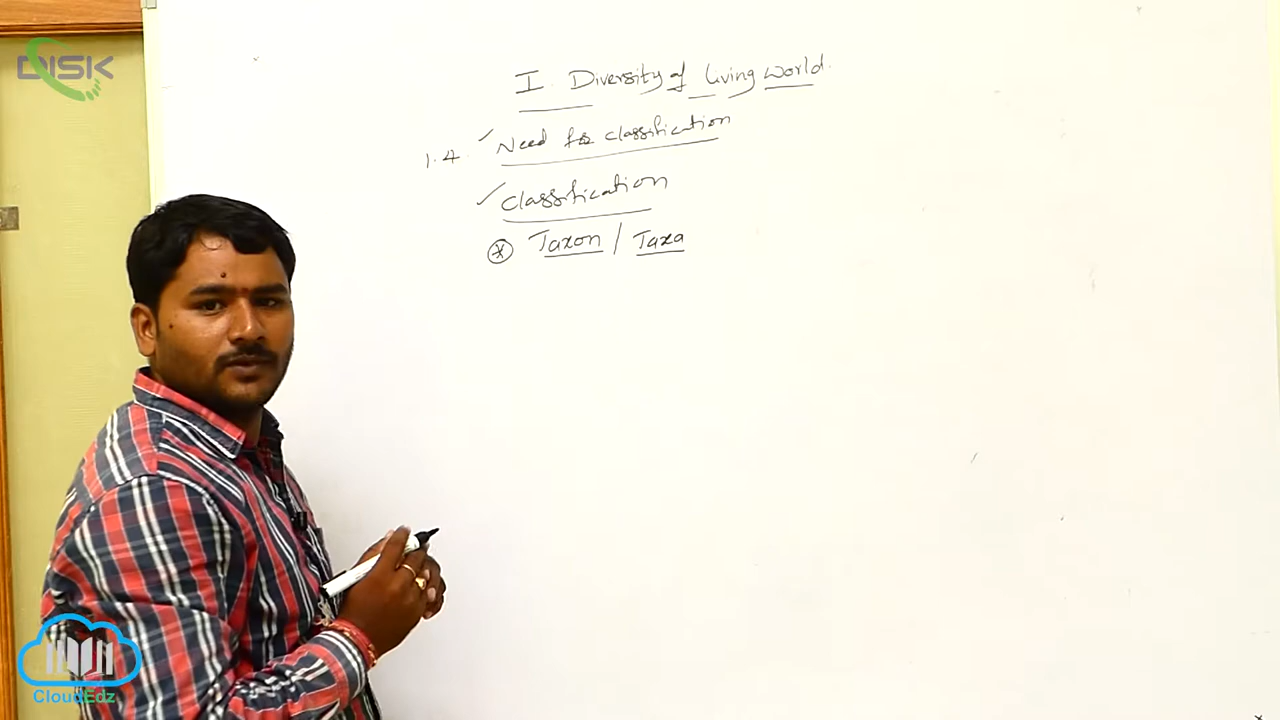 DISK
I. Diversity of living world.
1.4. ✓ Need for classification
✓ Classification
* Taxon / Taxa
CloudEdz